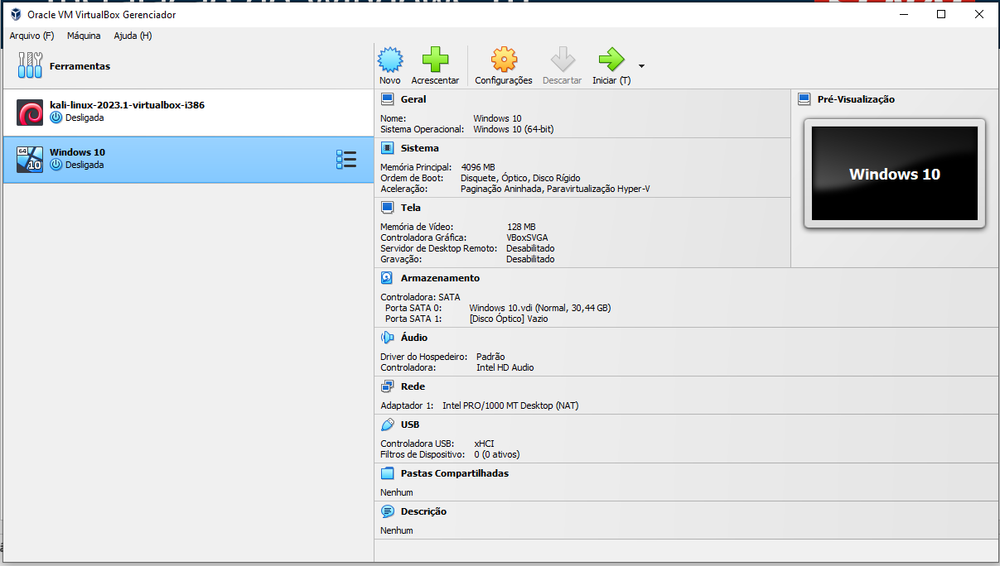 Oracle VM VirtualBox Gerenciador
Arquivo (F) Máquina Ajuda (H)
Ferramentas
kali-linux-2023.1-virtualbox-i386
Desligada
64
10
Windows 10
Desligada
Novo Acrescentar Configurações Descartar Iniciar (T)
Geral
Nome: Windows 10
Sistema Operacional: Windows 10 (64-bit)
Sistema
Memória Principal: 4096 MB
Ordem de Boot: Disquete, Óptico, Disco Rígido
Aceleração: Paginação Aninhada, Paravirtualização Hyper-V
Tela
Memória de Vídeo: 128 MB
Controladora Gráfica: VBoxSVGA
Servidor de Desktop Remoto: Desabilitado
Gravação: Desabilitado
Pré-Visualização
Windows 10
Armazenamento
Controladora: SATA
Porta SATA 0: Windows 10.vdi (Normal, 30,44 GB)
Porta SATA 1: [Disco Óptico] Vazio
Áudio
Driver do Hospedeiro: Padrão
Controladora: Intel HD Audio
Rede
Adaptador 1: Intel PRO/1000 MT Desktop (NAT)
USB
Controladora USB: xHCI
Filtros de Dispositivo: 0 (0 ativos)
Pastas Compartilhadas
Nenhum
Descrição
Nenhum